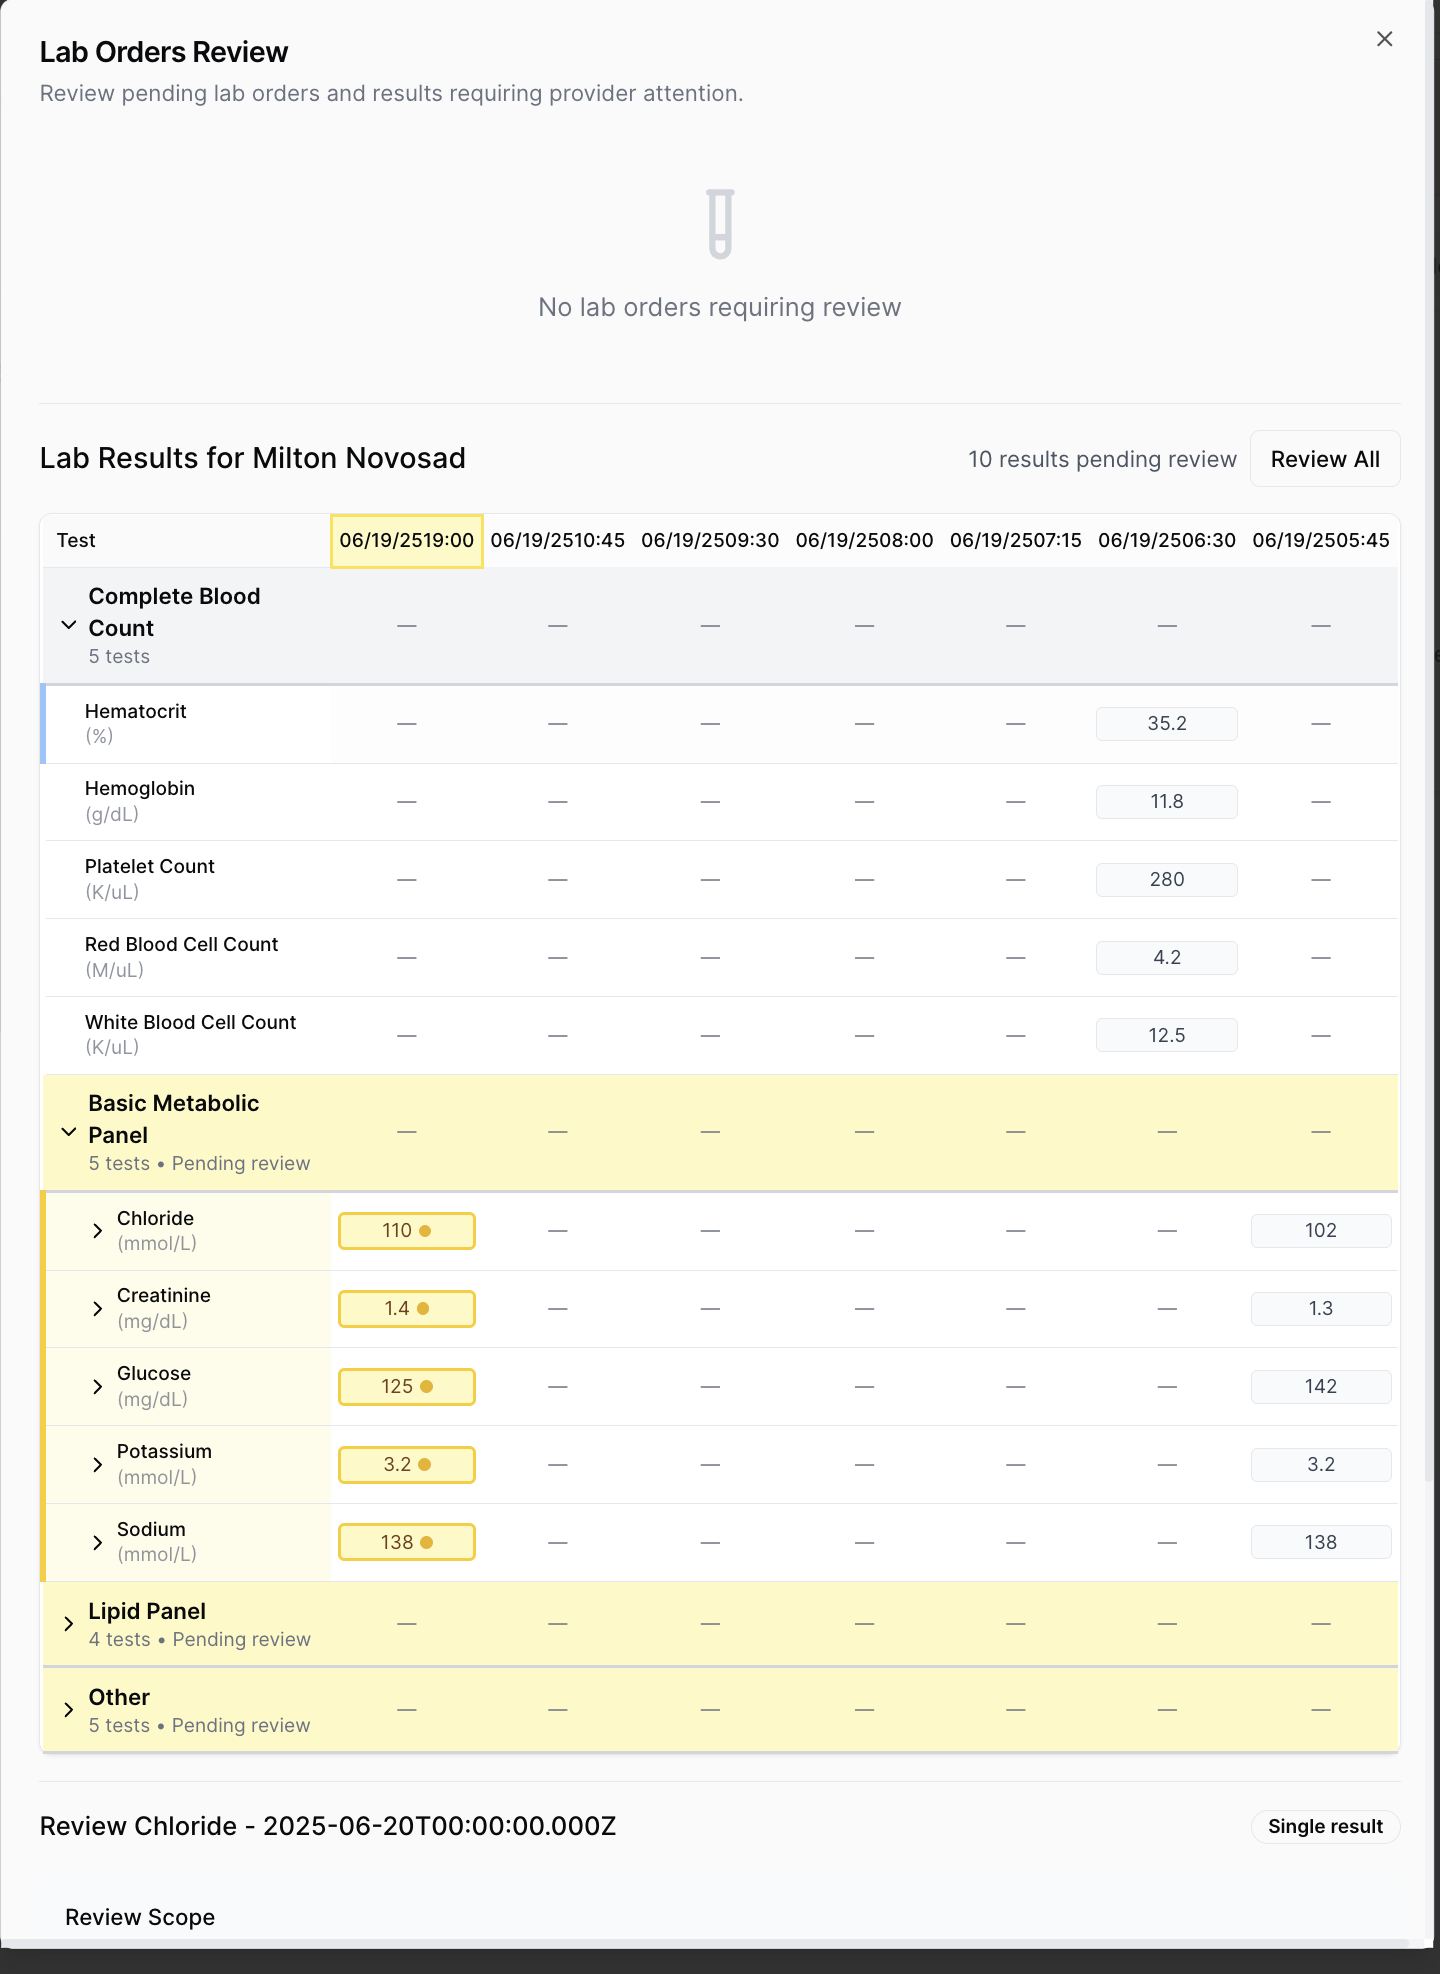 Lab Orders Review
Review pending lab orders and results requiring provider attention.
No lab orders requiring review
Lab Results for Milton Novosad
10 results pending review
Review All
Test 06/19/2519:00 06/19/2510:45 06/19/2509:30 06/19/2508:00 06/19/2507:15 06/19/2506:30 06/19/2505:45
Complete Blood
Count
5 tests
— — — — — — —
Hematocrit
(%)
— — — — — 35.2 —
Hemoglobin
(g/dL)
— — — — — 11.8 —
Platelet Count
(K/uL)
— — — — — 280 —
Red Blood Cell Count
(M/uL)
— — — — — 4.2 —
White Blood Cell Count
(K/uL)
— — — — — 12.5 —
Basic Metabolic
Panel
5 tests • Pending review
— — — — — — —
Chloride
(mmol/L)
110 — — — — — 102
Creatinine
(mg/dL)
1.4 — — — — — 1.3
Glucose
(mg/dL)
125 — — — — — 142
Potassium
(mmol/L)
3.2 — — — — — 3.2
Sodium
(mmol/L)
138 — — — — — 138
Lipid Panel
4 tests • Pending review
— — — — — — —
Other
5 tests • Pending review
— — — — — — —
Review Chloride - 2025-06-20T00:00:00.000Z
Single result
Review Scope